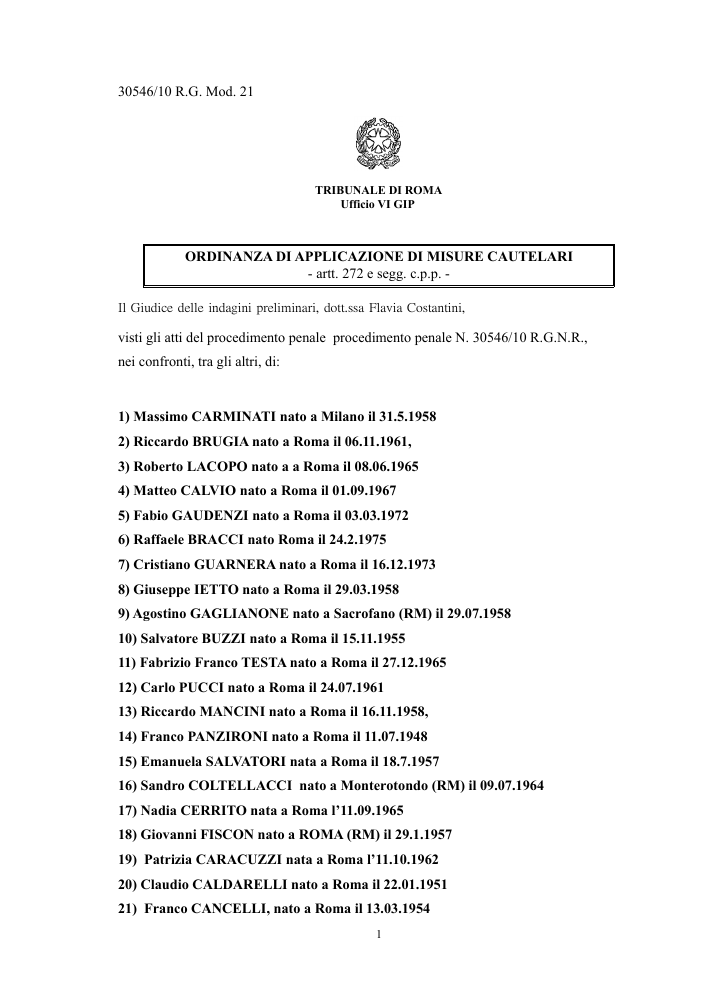 30546/10 R.G. Mod. 21
TRIBUNALE DI ROMA
Ufficio VI GIP
ORDINANZA DI APPLICAZIONE DI MISURE CAUTELARI
- artt. 272 e segg. c.p.p. -
Il Giudice delle indagini preliminari, dott.ssa Flavia Costantini,
visti gli atti del procedimento penale procedimento penale N. 30546/10 R.G.N.R.,
nei confronti, tra gli altri, di:
1) Massimo CARMINATI nato a Milano il 31.5.1958
2) Riccardo BRUGIA nato a Roma il 06.11.1961,
3) Roberto LACOPO nato a a Roma il 08.06.1965
4) Matteo CALVIO nato a Roma il 01.09.1967
5) Fabio GAUDENZI nato a Roma il 03.03.1972
6) Raffaele BRACCI nato Roma il 24.2.1975
7) Cristiano GUARNERA nato a Roma il 16.12.1973
8) Giuseppe IETTO nato a Roma il 29.03.1958
9) Agostino GAGLIANONE nato a Sacrofano (RM) il 29.07.1958
10) Salvatore BUZZI nato a Roma il 15.11.1955
11) Fabrizio Franco TESTA nato a Roma il 27.12.1965
12) Carlo PUCCI nato a Roma il 24.07.1961
13) Riccardo MANCINI nato a Roma il 16.11.1958,
14) Franco PANZIRONI nato a Roma il 11.07.1948
15) Emanuela SALVATORI nata a Roma il 18.7.1957
16) Sandro COLTELLACCI nato a Monterotondo (RM) il 09.07.1964
17) Nadia CERRITO nata a Roma l’11.09.1965
18) Giovanni FISCON nato a ROMA (RM) il 29.1.1957
19) Patrizia CARACUZZI nata a Roma l’11.10.1962
20) Claudio CALDARELLI nato a Roma il 22.01.1951
21) Franco CANCELLI, nato a Roma il 13.03.1954
1